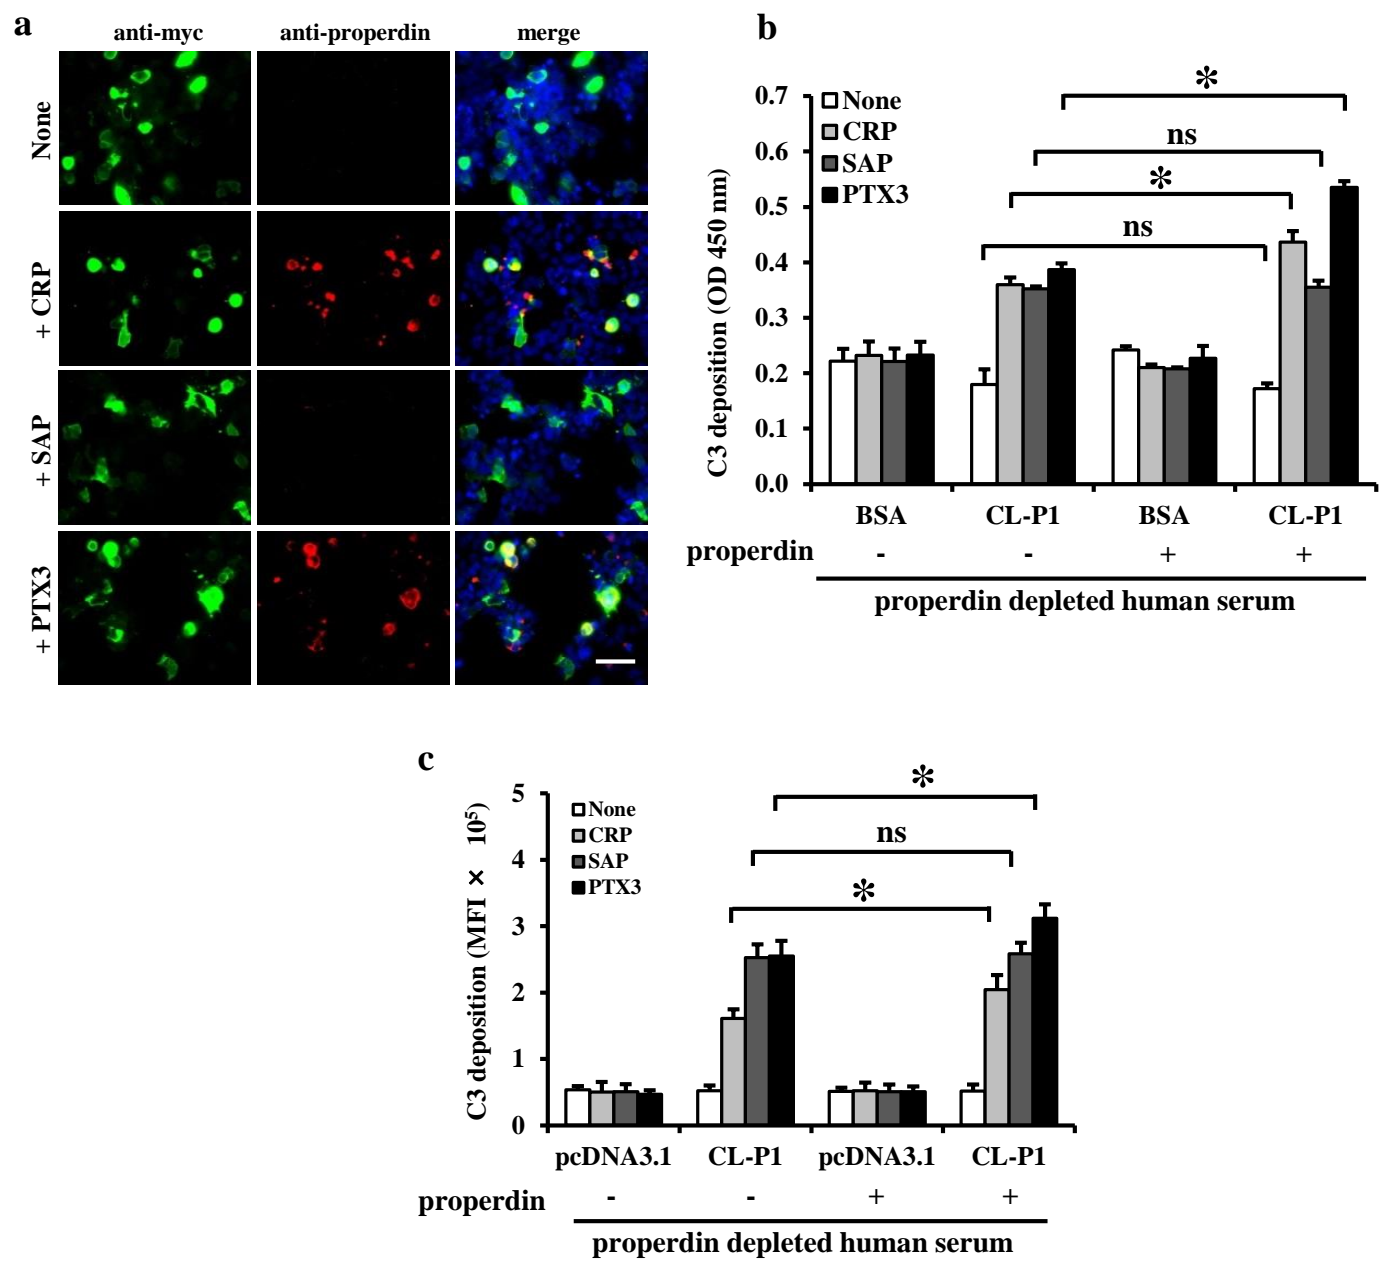 a
anti-myc anti-properdin merge
None
+ CRP
+ SAP
+ PTX3
b
C3 deposition (OD 450 nm)
0.7
0.6
0.5
0.4
0.3
0.2
0.1
0.0
None
CRP
SAP
PTX3
*
ns
*
ns
BSA CL-P1 BSA CL-P1
properdin - - + +
properdin depleted human serum
c
C3 deposition (MFI × 10⁵)
5
4
3
2
1
0
None
CRP
SAP
PTX3
*
ns
*
pcDNA3.1 CL-P1 pcDNA3.1 CL-P1
properdin - - + +
properdin depleted human serum